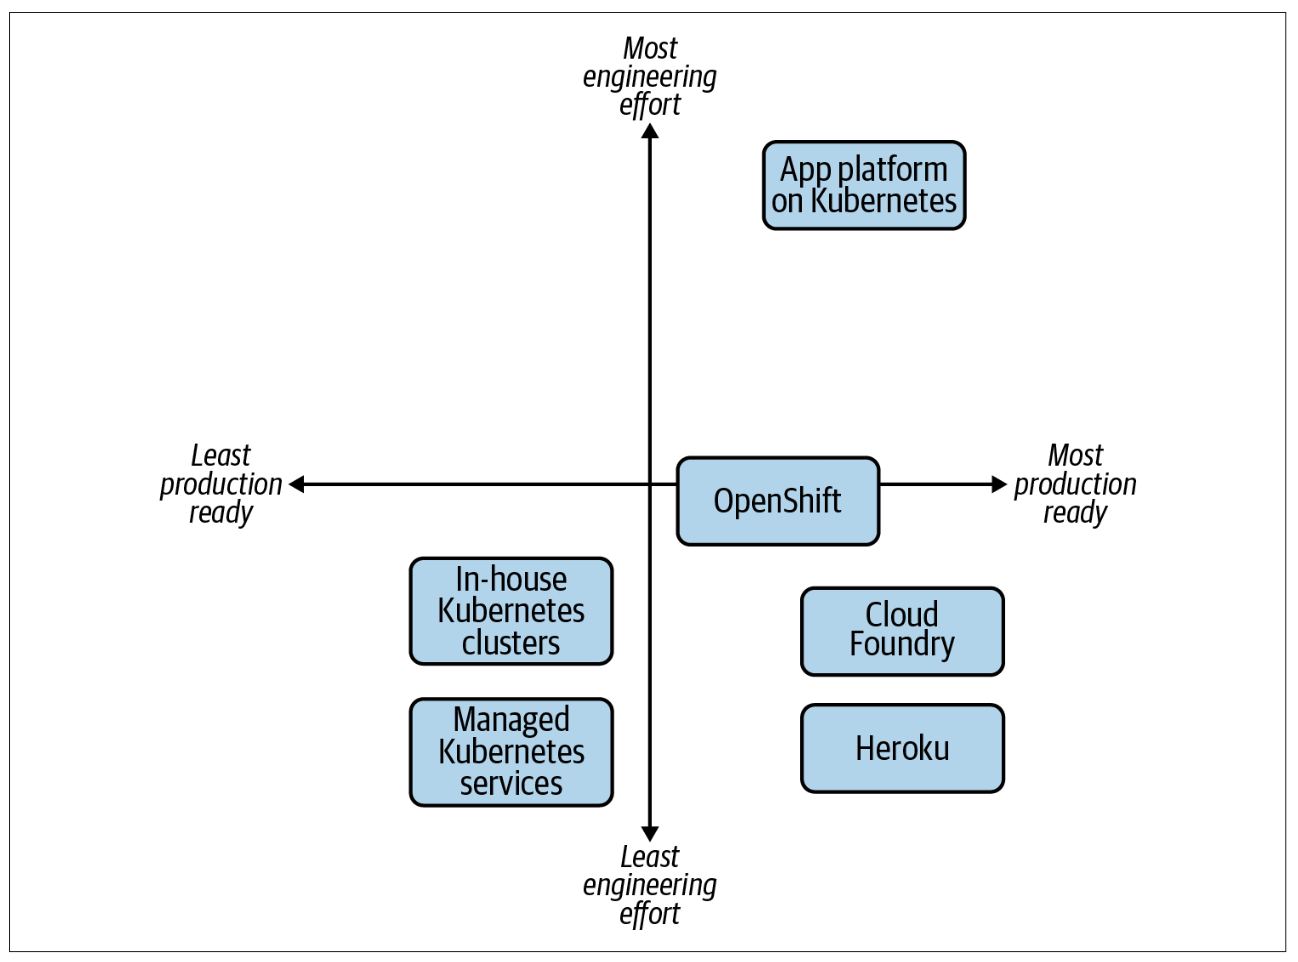 Most
engineering
effort
App platform
on Kubernetes
Least
production
ready
OpenShift
Most
production
ready
In-house
Kubernetes
clusters
Cloud
Foundry
Managed
Kubernetes
services
Heroku
Least
engineering
effort